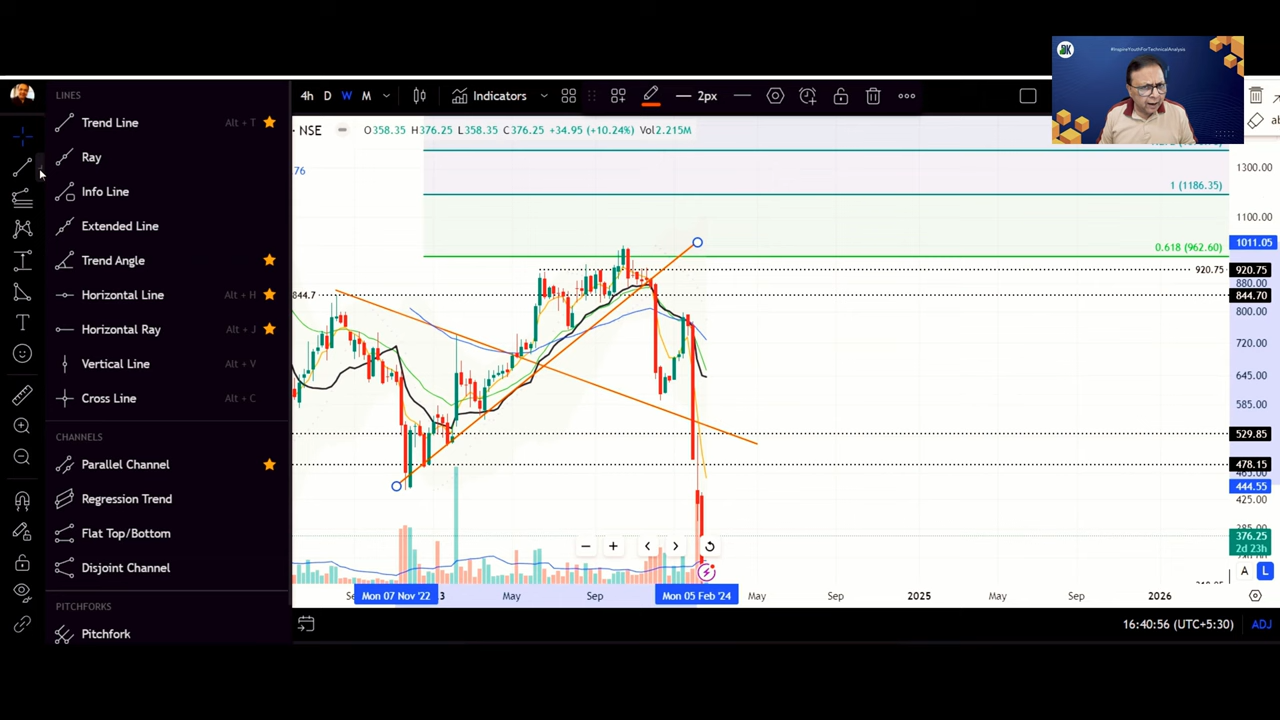 #InspireYouthForTechnicalAnalysis
LINES
Trend Line Alt + T
Ray
Info Line
Extended Line
Trend Angle
Horizontal Line Alt + H
Horizontal Ray Alt + J
Vertical Line Alt + V
Cross Line Alt + C
CHANNELS
Parallel Channel
Regression Trend
Flat Top/Bottom
Disjoint Channel
PITCHFORKS
Pitchfork
4h D W M Indicators 2px
· NSE O358.35 H376.25 L358.35 C376.25 +34.95 (+10.24%) Vol2.215M
76
1 (1186.35)
0.618 (962.60)
920.75
844.7
1300.00
1100.00
1011.05
920.75
880.00
844.70
800.00
720.00
645.00
585.00
529.85
478.15
444.55
425.00
376.25
2d 23h
A L
Mon 07 Nov '22 3 May Sep Mon 05 Feb '24 May Sep 2025 May Sep 2026
16:40:56 (UTC+5:30) ADJ